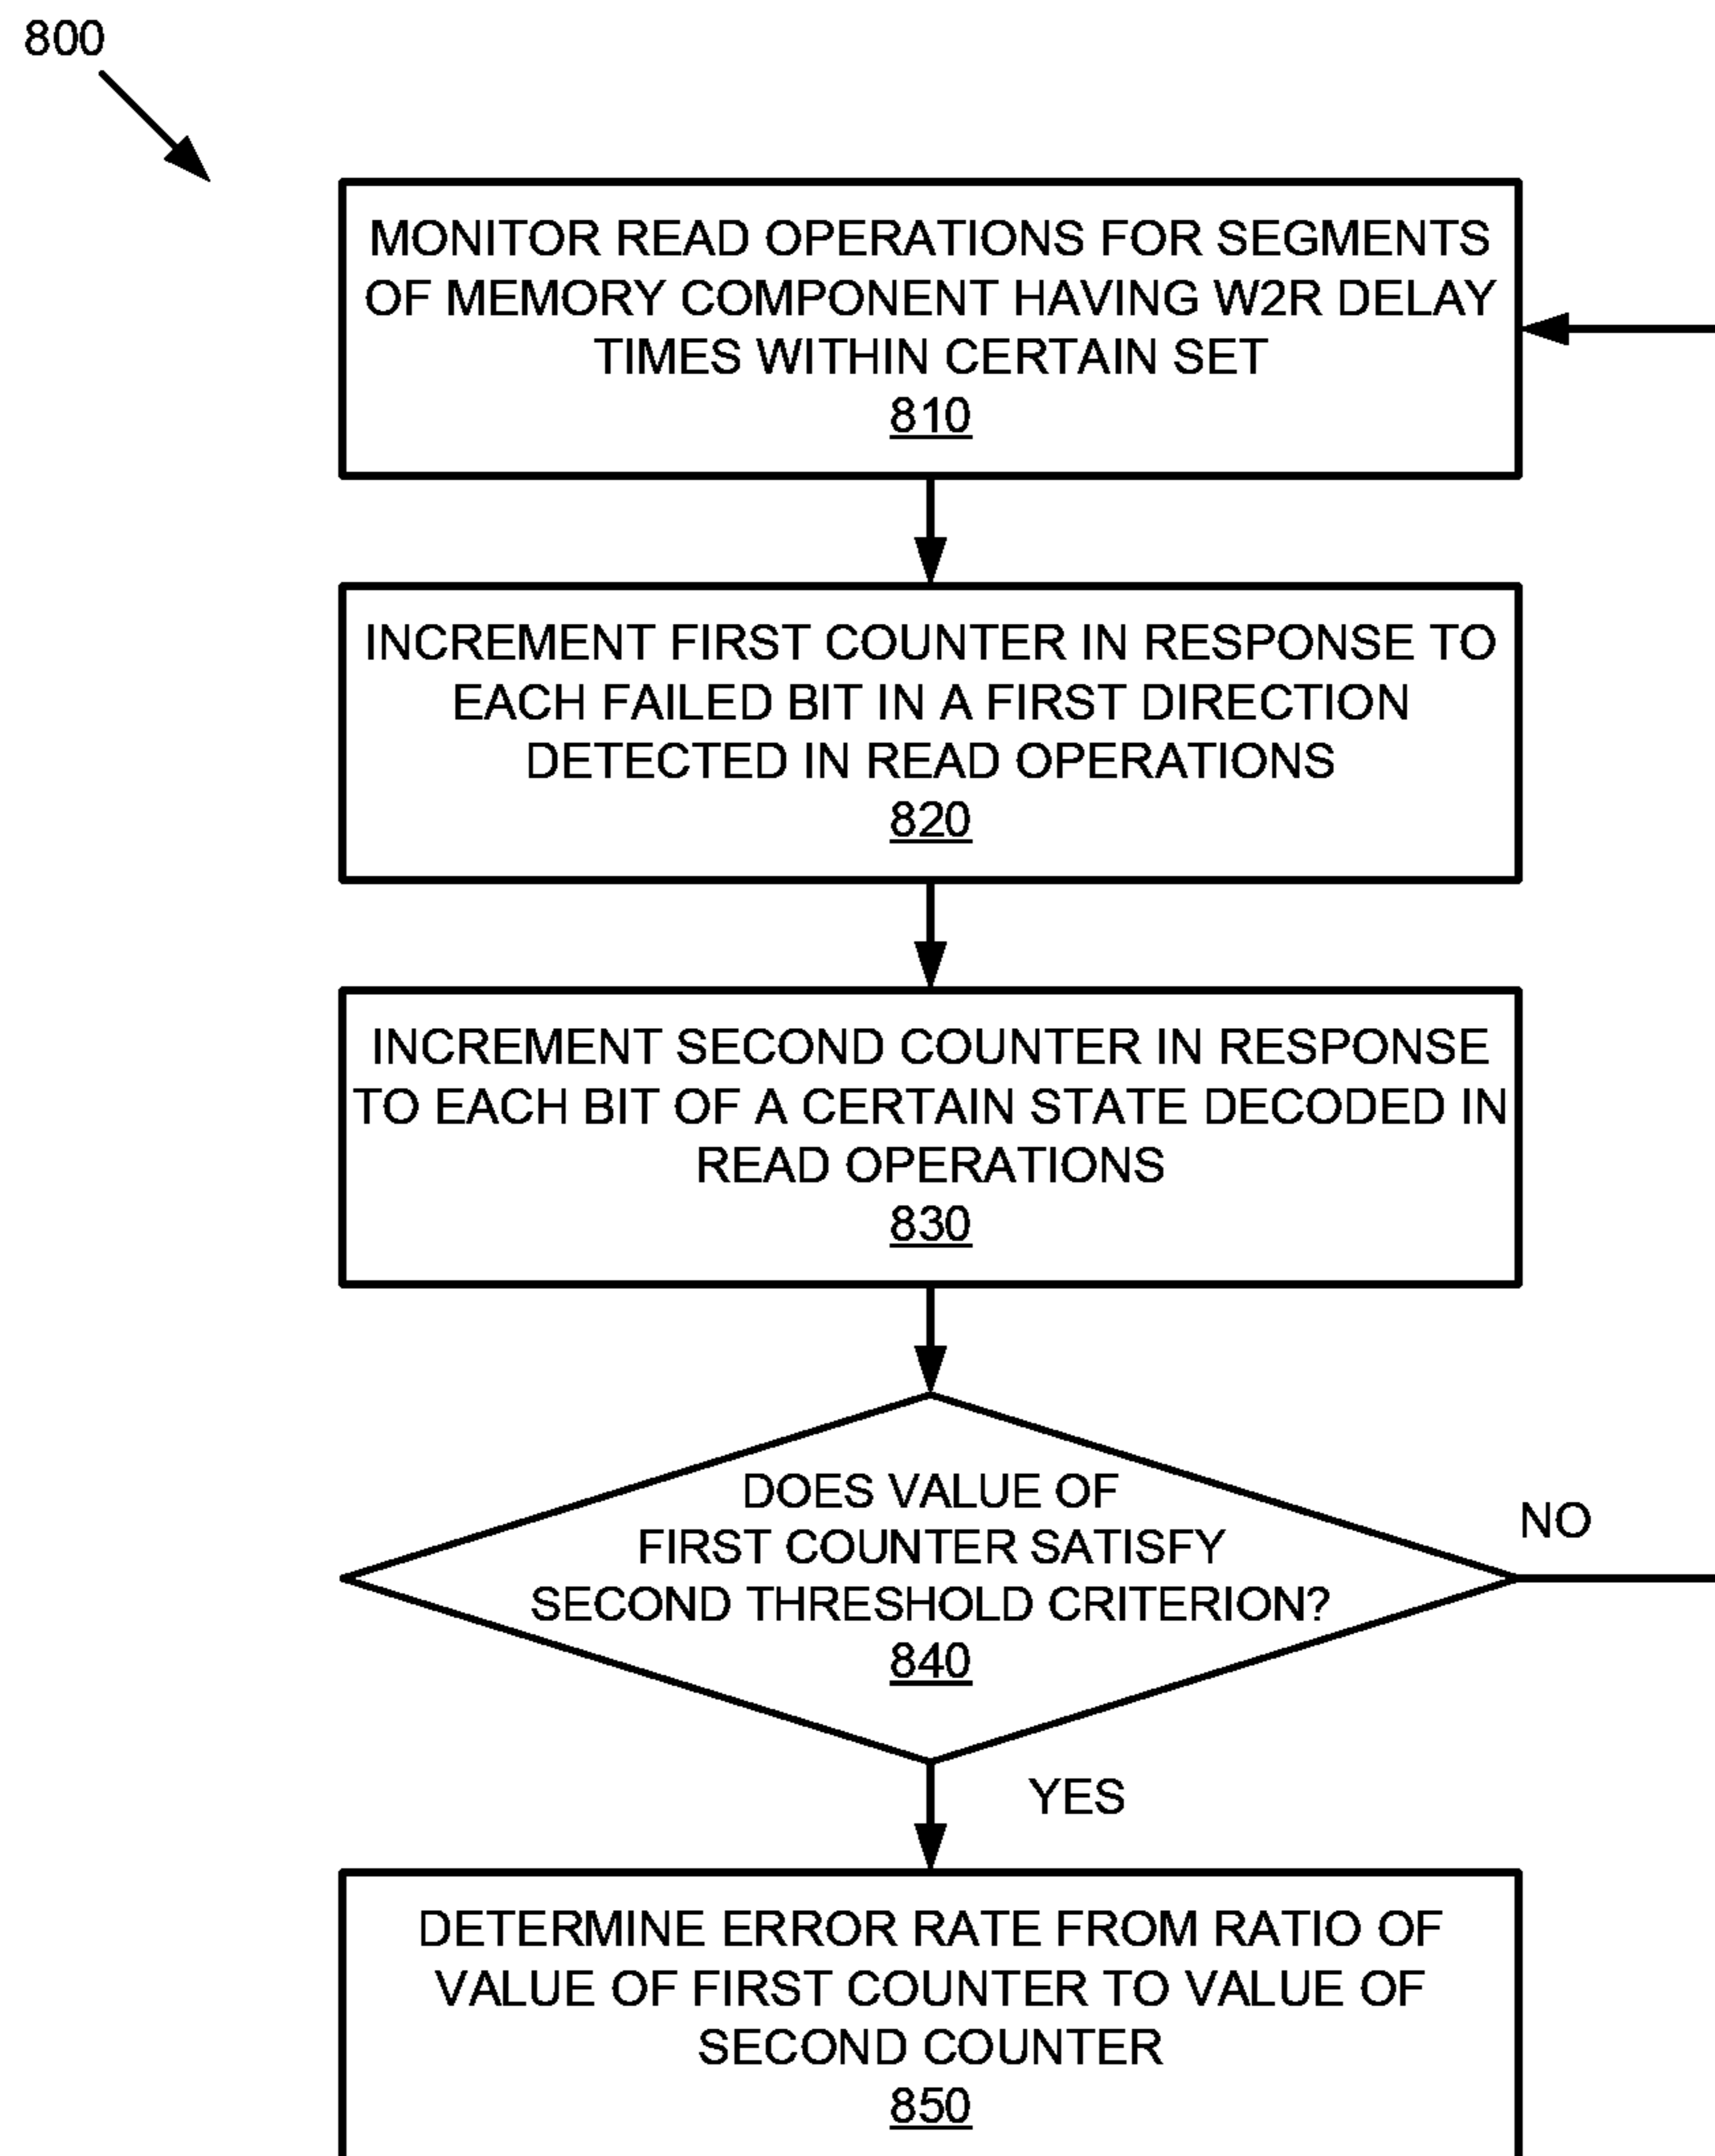 800
MONITOR READ OPERATIONS FOR SEGMENTS
OF MEMORY COMPONENT HAVING W2R DELAY
TIMES WITHIN CERTAIN SET
810
INCREMENT FIRST COUNTER IN RESPONSE TO
EACH FAILED BIT IN A FIRST DIRECTION
DETECTED IN READ OPERATIONS
820
INCREMENT SECOND COUNTER IN RESPONSE
TO EACH BIT OF A CERTAIN STATE DECODED IN
READ OPERATIONS
830
DOES VALUE OF
FIRST COUNTER SATISFY
SECOND THRESHOLD CRITERION?
840
NO
YES
DETERMINE ERROR RATE FROM RATIO OF
VALUE OF FIRST COUNTER TO VALUE OF
SECOND COUNTER
850